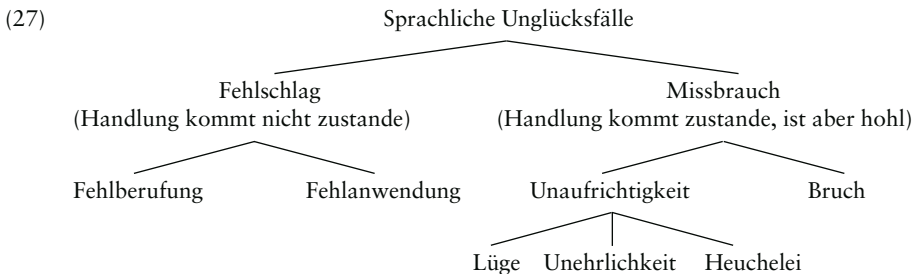 (27) Sprachliche Unglücksfälle
Fehlschlag Missbrauch
(Handlung kommt nicht zustande) (Handlung kommt zustande, ist aber hohl)
Fehlberufung Fehlanwendung Unaufrichtigkeit Bruch
Lüge Unehrlichkeit Heuchelei